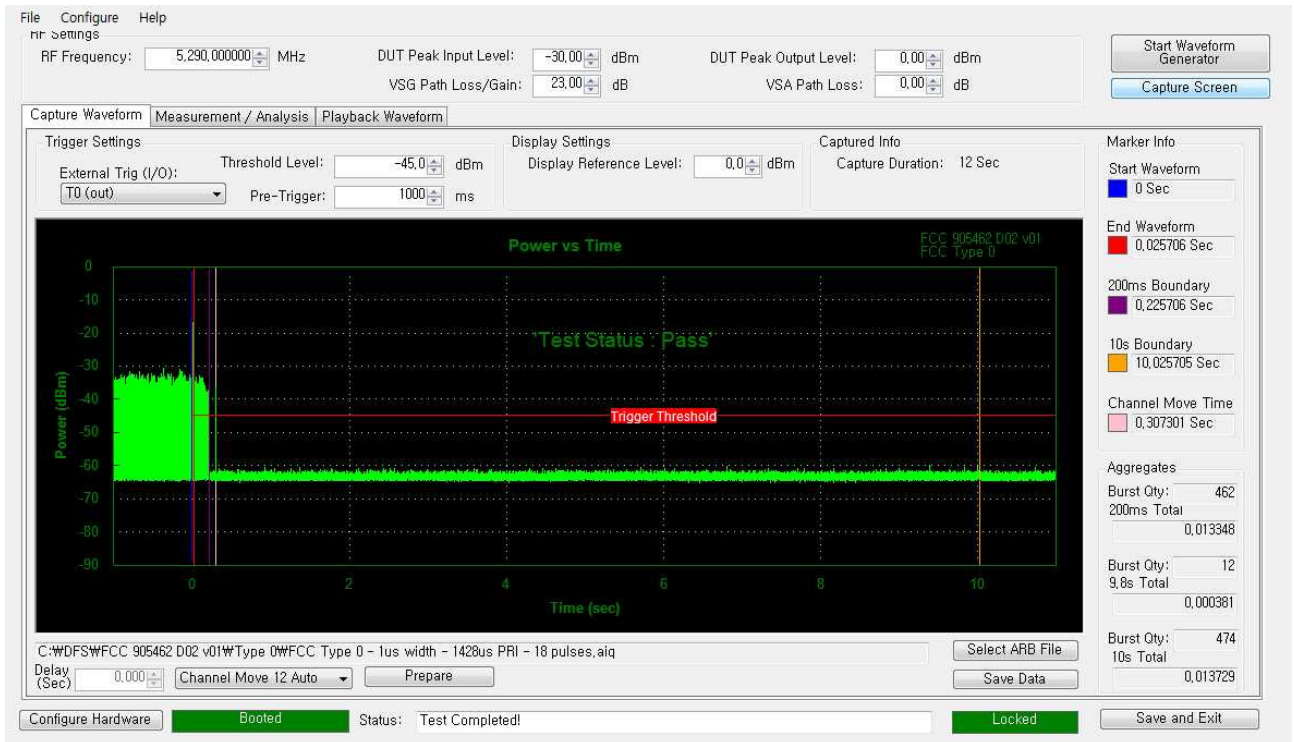 File Configure Help
RF Settings
RF Frequency: 5,290,000000 MHz DUT Peak Input Level: -30,00 dBm DUT Peak Output Level: 0,00 dBm
VSG Path Loss/Gain: 23,00 dB VSA Path Loss: 0,00 dB
Start Waveform
Generator
Capture Screen
Capture Waveform Measurement / Analysis Playback Waveform
Trigger Settings
External Trig (I/O):
T0 (out)
Threshold Level: -45,0 dBm
Pre-Trigger: 1000 ms
Display Settings
Display Reference Level: 0,0 dBm
Captured Info
Capture Duration: 12 Sec
Power vs Time
FCC 905462 D02 v01
FCC Type 0
0
-10
-20
-30
-40
-50
-60
-70
-80
-90
Power (dBm)
"Test Status : Pass"
Trigger Threshold
0 2 4 6 8 10
Time (sec)
Marker Info
Start Waveform
0 Sec
End Waveform
0,025706 Sec
200ms Boundary
0,225706 Sec
10s Boundary
10,025705 Sec
Channel Move Time
0,307301 Sec
Aggregates
Burst Qty: 462
200ms Total
0,013348
Burst Qty: 12
9,8s Total
0,000381
Burst Qty: 474
10s Total
0,013729
C:₩DFS₩FCC 905462 D02 v01₩Type 0₩FCC Type 0 - 1us width - 1428us PRI - 18 pulses,aiq
Select ARB File
Delay
(Sec) 0,000 Channel Move 12 Auto Prepare Save Data
Configure Hardware Booted Status: Test Completed! Locked Save and Exit